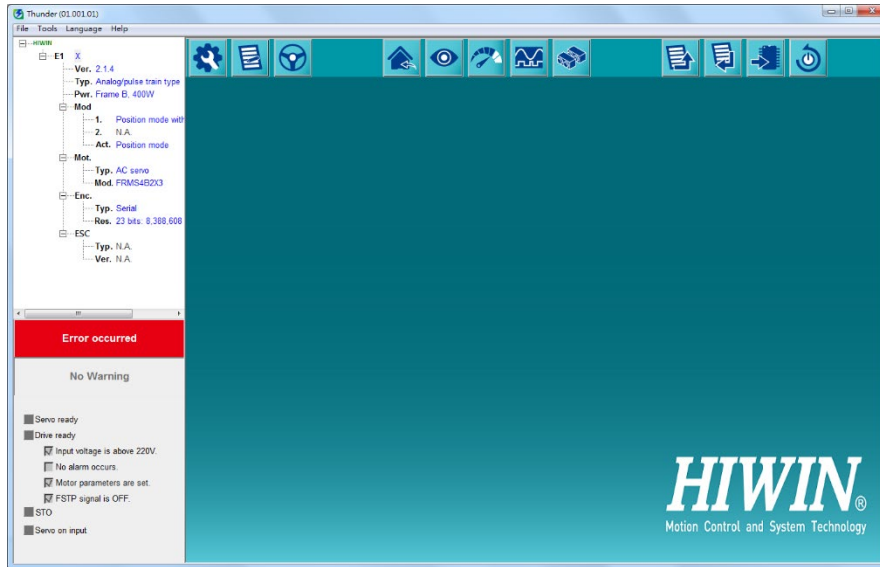 Thunder (01.001.01)
File Tools Language Help
HIWIN
E1 X
Ver. 2.1.4
Typ. Analog/pulse train type
Pwr. Frame B, 400W
Mod
1. Position mode with
2. N.A.
Act. Position mode
Mot.
Typ. AC servo
Mod. FRMS4B2X3
Enc.
Typ. Serial
Res. 23 bits: 8,388,608
ESC
Typ. N.A.
Ver. N.A.
Error occurred
No Warning
Servo ready
Drive ready
Input voltage is above 220V.
No alarm occurs.
Motor parameters are set.
FSTP signal is OFF.
STO
Servo on input
HIWIN®
Motion Control and System Technology